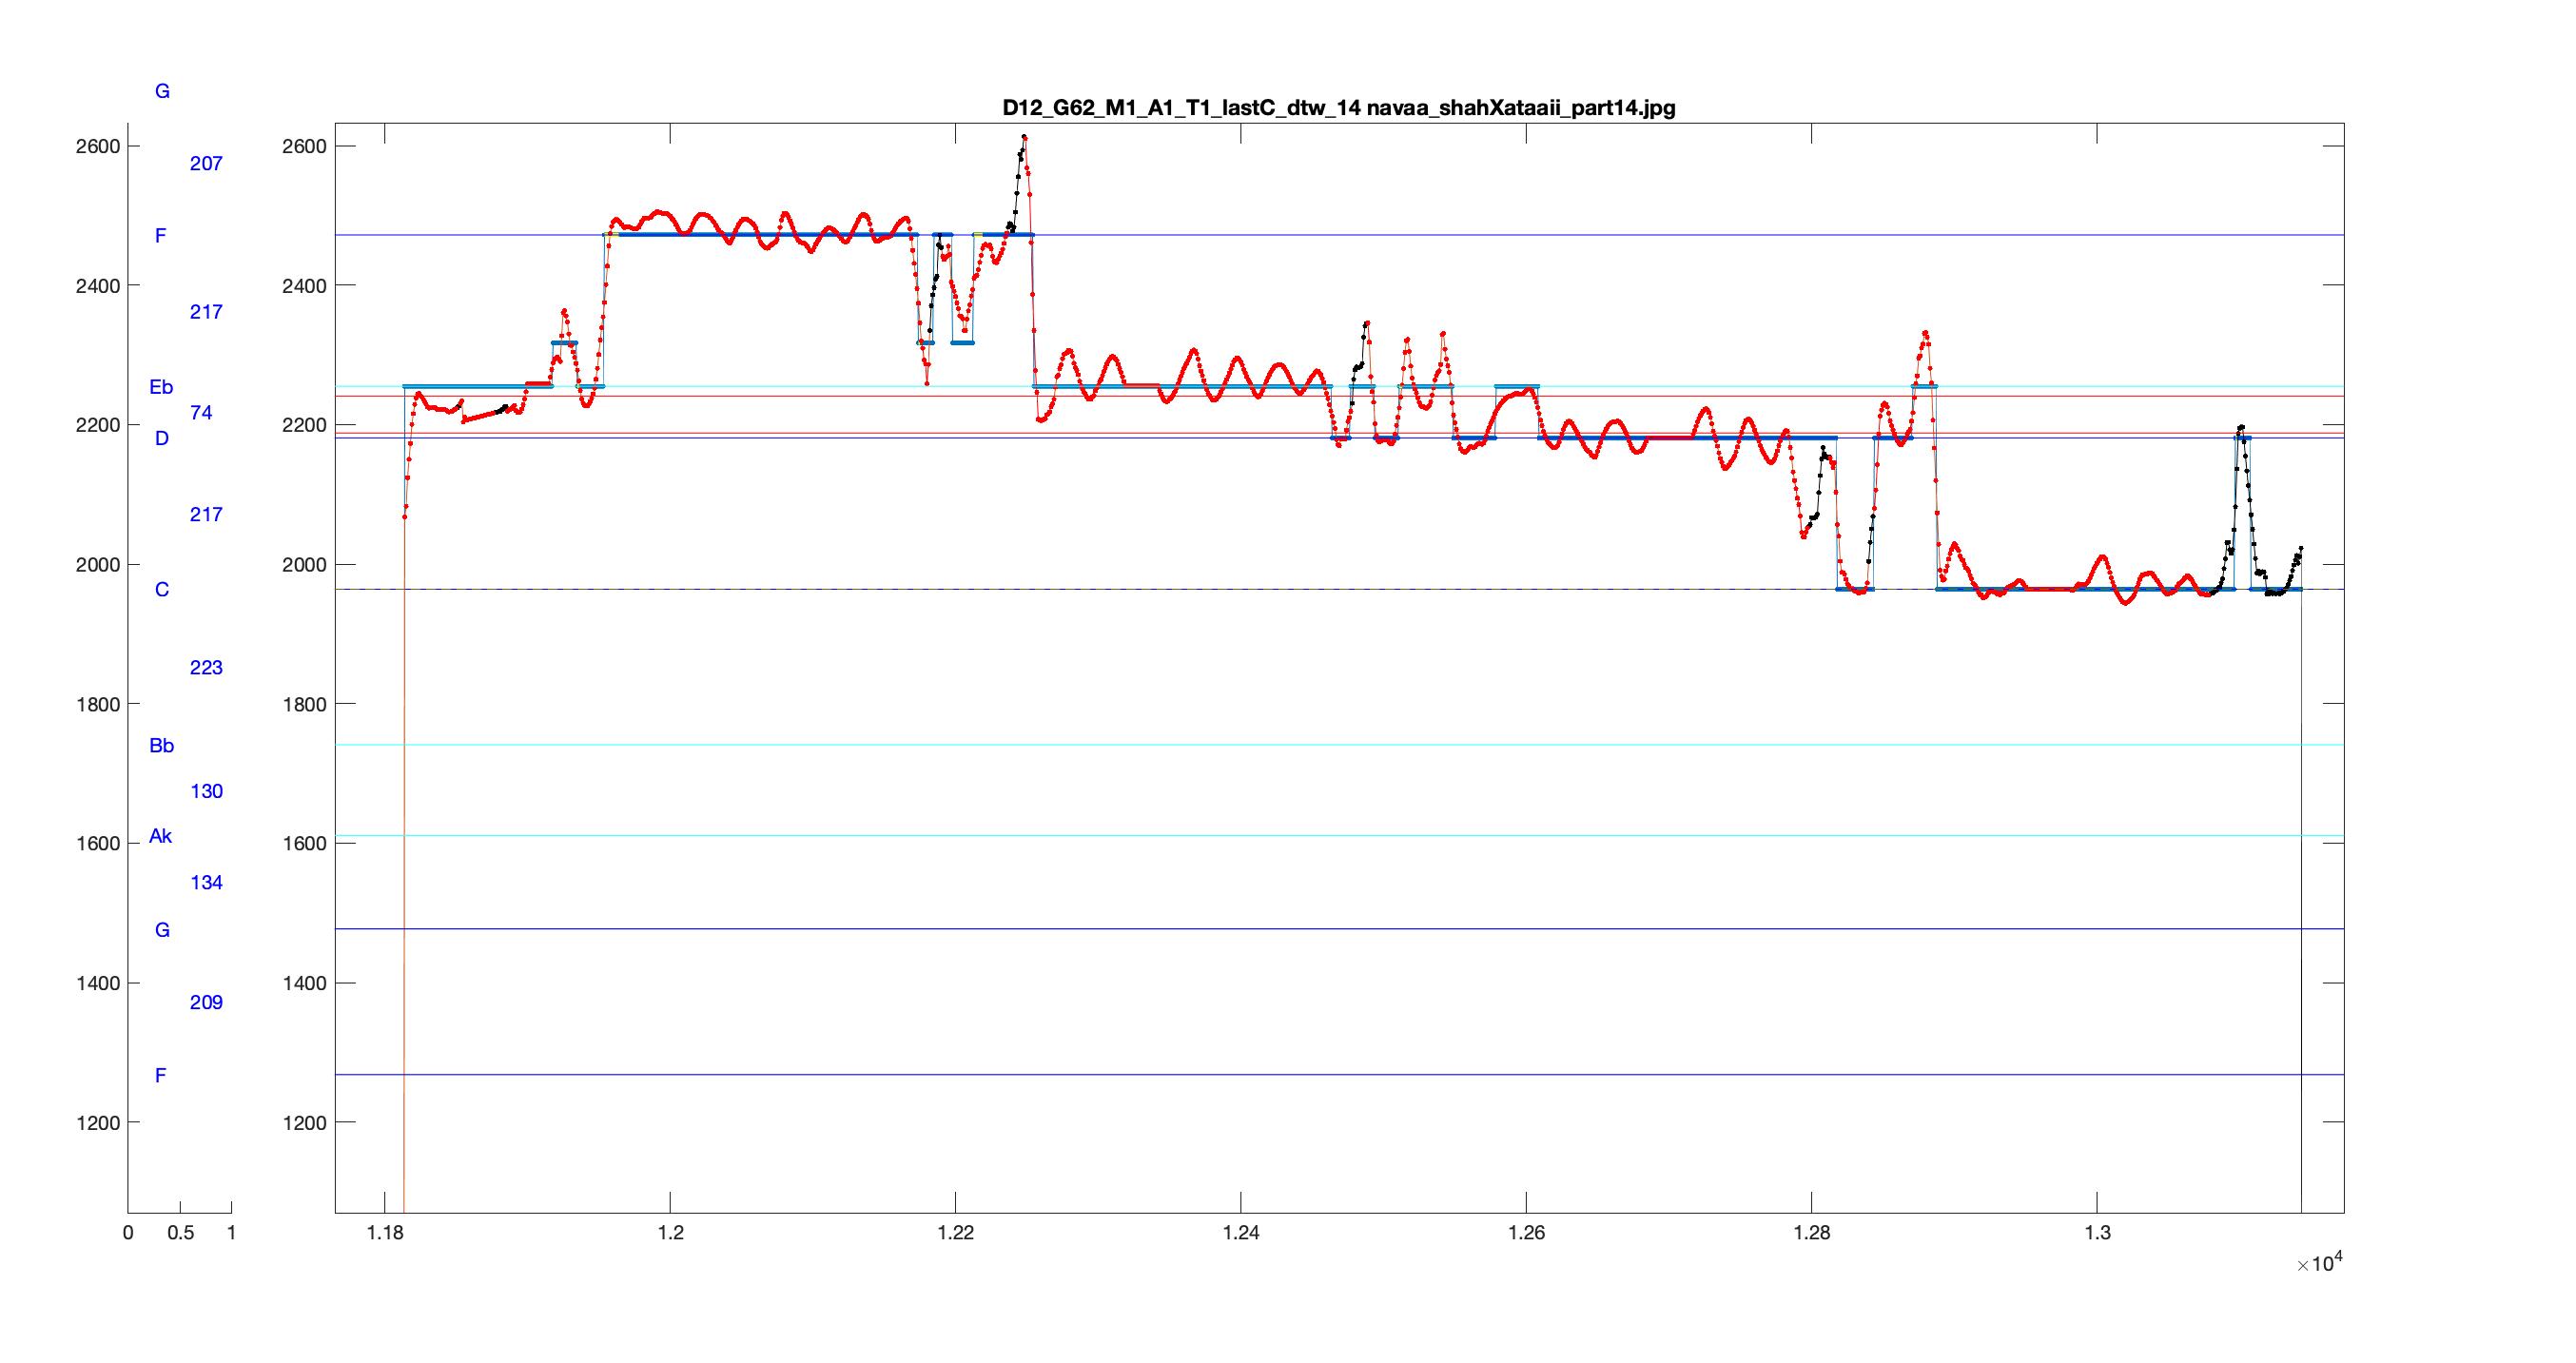 D12_G62_M1_A1_T1_lastC_dtw_14 navaa_shahXataaii_part14.jpg
G
2600 207 2600
F
2400 217 2400
Eb
2200 74 2200
D
217
2000 2000
C
223
1800 1800
Bb
130
1600 Ak 1600
134
G
1400 209 1400
F
1200 1200
0 0.5 1 1.18 1.2 1.22 1.24 1.26 1.28 1.3
×10⁴